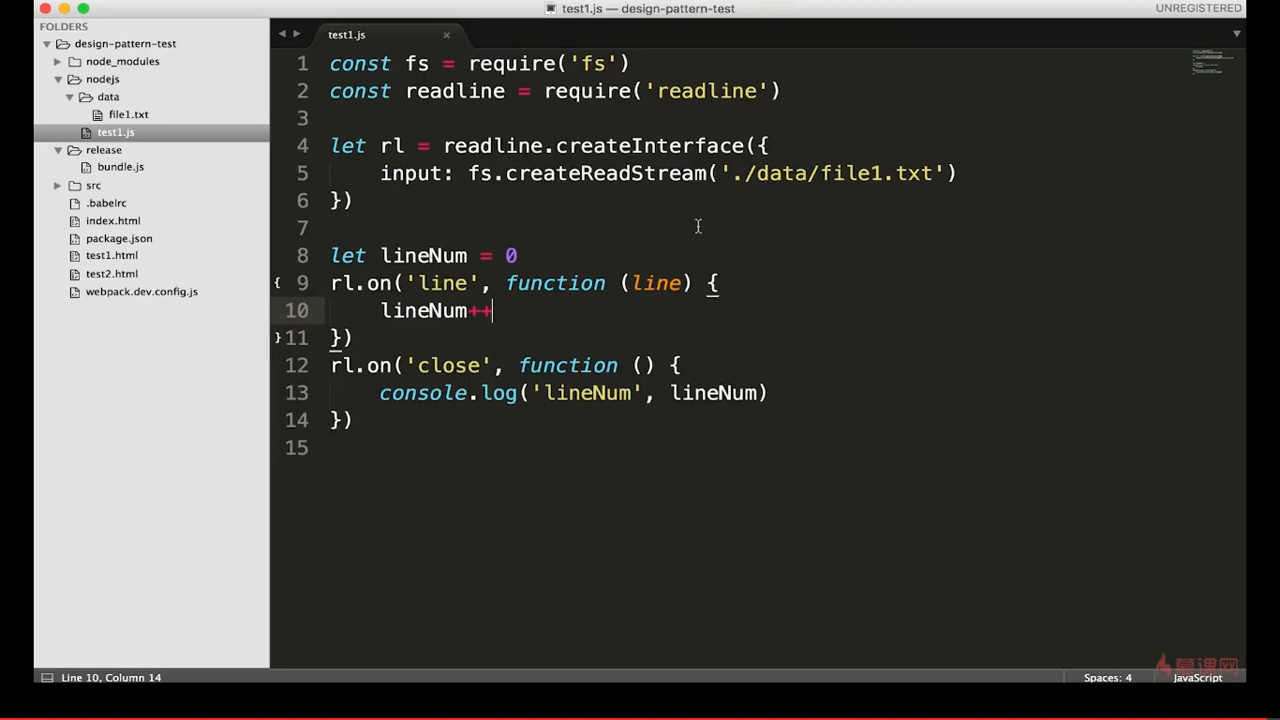 test1.js — design-pattern-test
UNREGISTERED
FOLDERS
design-pattern-test
node_modules
nodejs
data
file1.txt
test1.js
release
bundle.js
src
.babelrc
index.html
package.json
test1.html
test2.html
webpack.dev.config.js
test1.js
1 const fs = require('fs')
2 const readline = require('readline')
3
4 let rl = readline.createInterface({
5 input: fs.createReadStream('./data/file1.txt')
6 })
7
8 let lineNum = 0
9 rl.on('line', function (line) {
10 lineNum++
11 })
12 rl.on('close', function () {
13 console.log('lineNum', lineNum)
14 })
15
慕课网
Line 10, Column 14
Spaces: 4
JavaScript